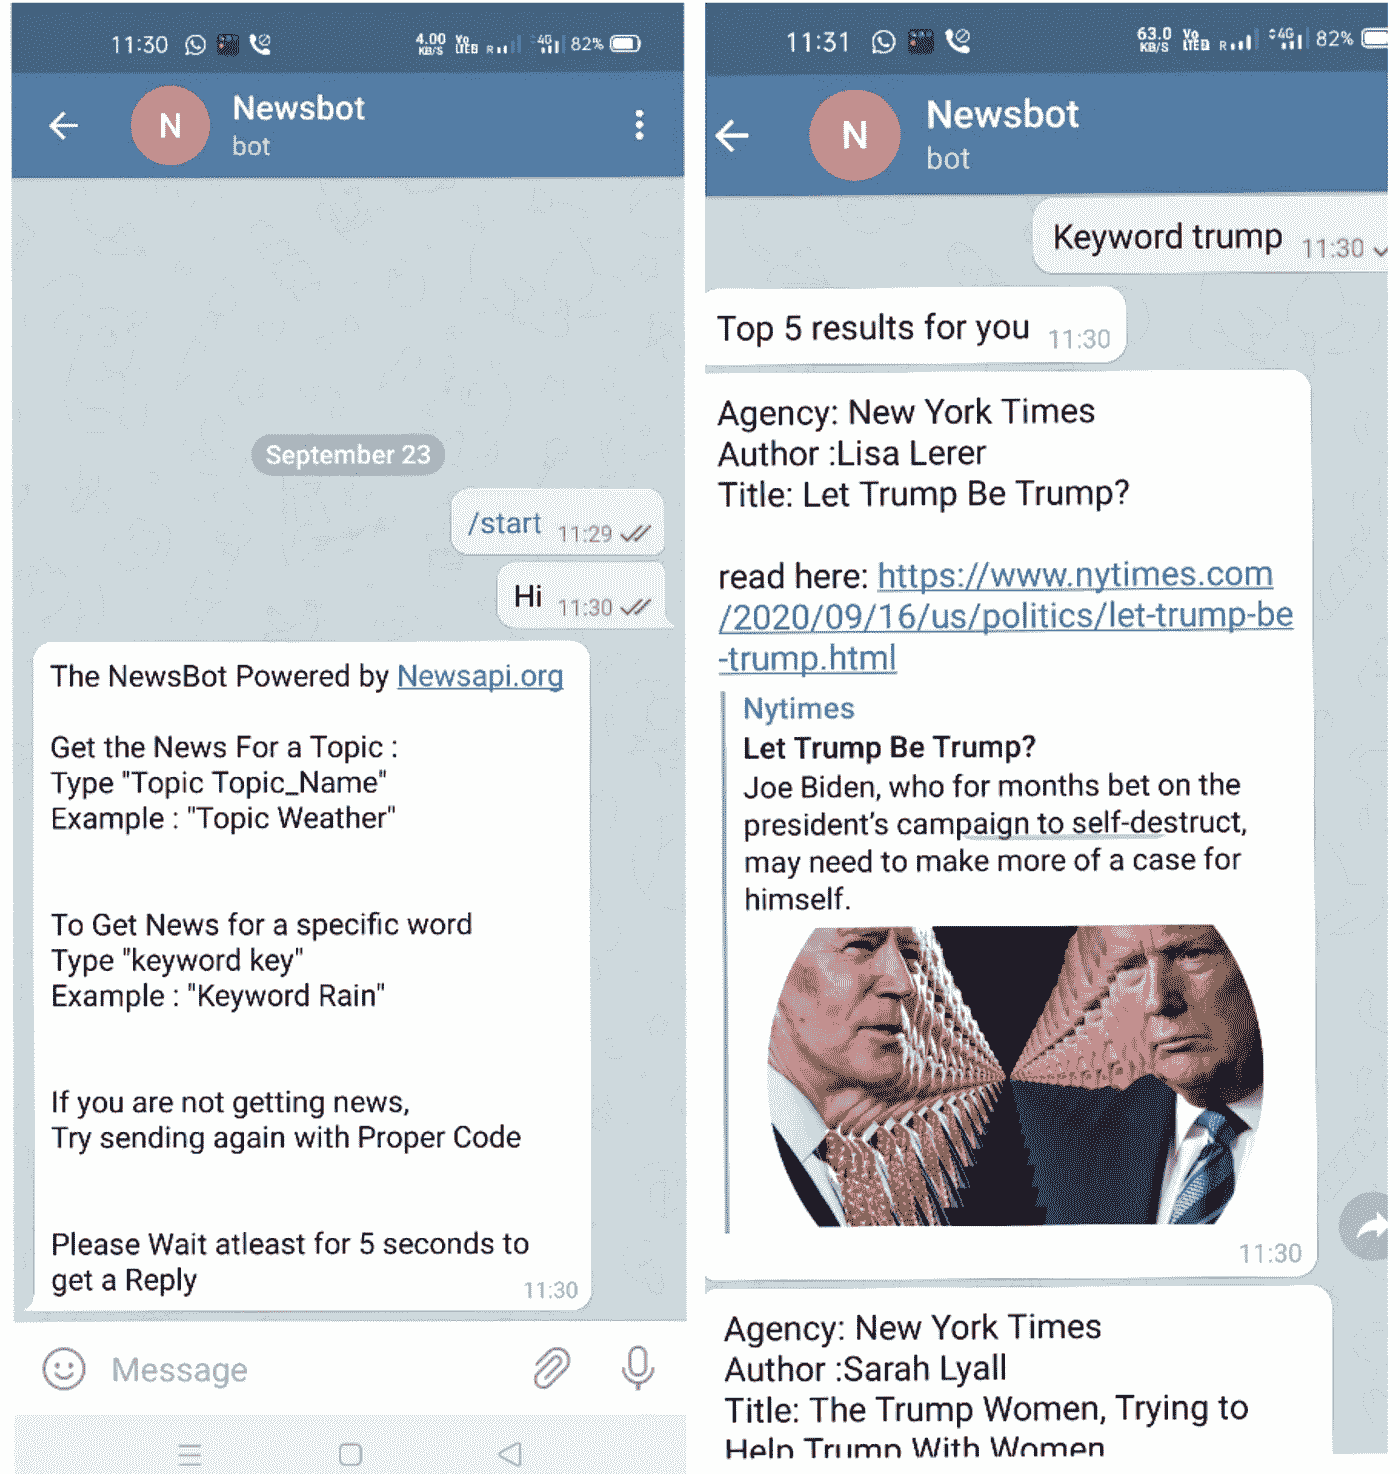 11:30
4.00 KB/S
Vo LTE
R
4G
82%
N
Newsbot
bot
September 23
/start 11:29
Hi 11:30
The NewsBot Powered by Newsapi.org
Get the News For a Topic :
Type "Topic Topic_Name"
Example : "Topic Weather"
To Get News for a specific word
Type "keyword key"
Example : "Keyword Rain"
If you are not getting news,
Try sending again with Proper Code
Please Wait atleast for 5 seconds to
get a Reply
11:30
Message
11:31
63.0 KB/S
Vo LTE
R
4G
82%
N
Newsbot
bot
Keyword trump 11:30
Top 5 results for you 11:30
Agency: New York Times
Author :Lisa Lerer
Title: Let Trump Be Trump?
read here: https://www.nytimes.com
/2020/09/16/us/politics/let-trump-be
-trump.html
Nytimes
Let Trump Be Trump?
Joe Biden, who for months bet on the
president's campaign to self-destruct,
may need to make more of a case for
himself.
11:30
Agency: New York Times
Author :Sarah Lyall
Title: The Trump Women, Trying to
Help Trump With Women